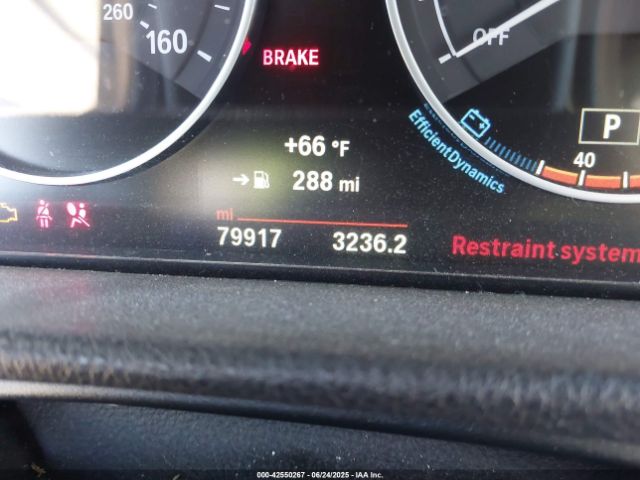 260
160
BRAKE
OFF
EfficientDynamics
P
40
+66 °F
288 mi
mi
79917 3236.2
Restraint system
000-42550267 - 06/24/2025 - IAA Inc.